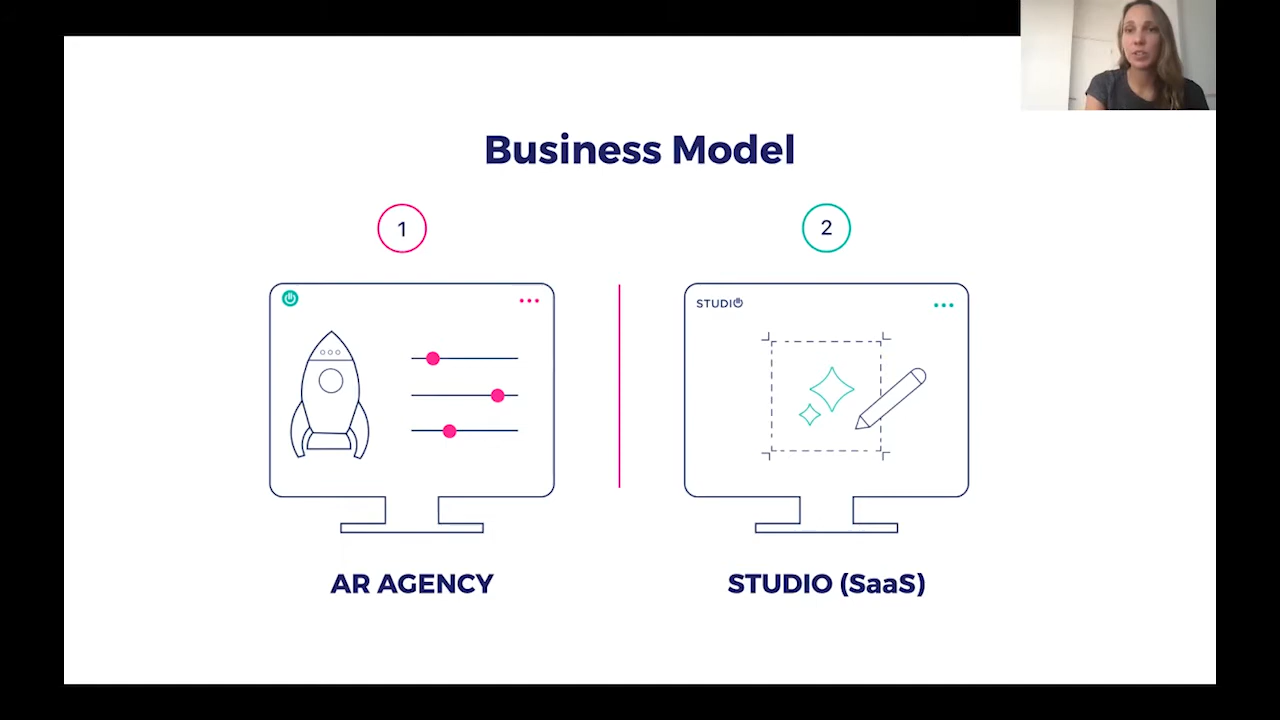 Business Model
1
2
STUDIO
AR AGENCY
STUDIO (SaaS)